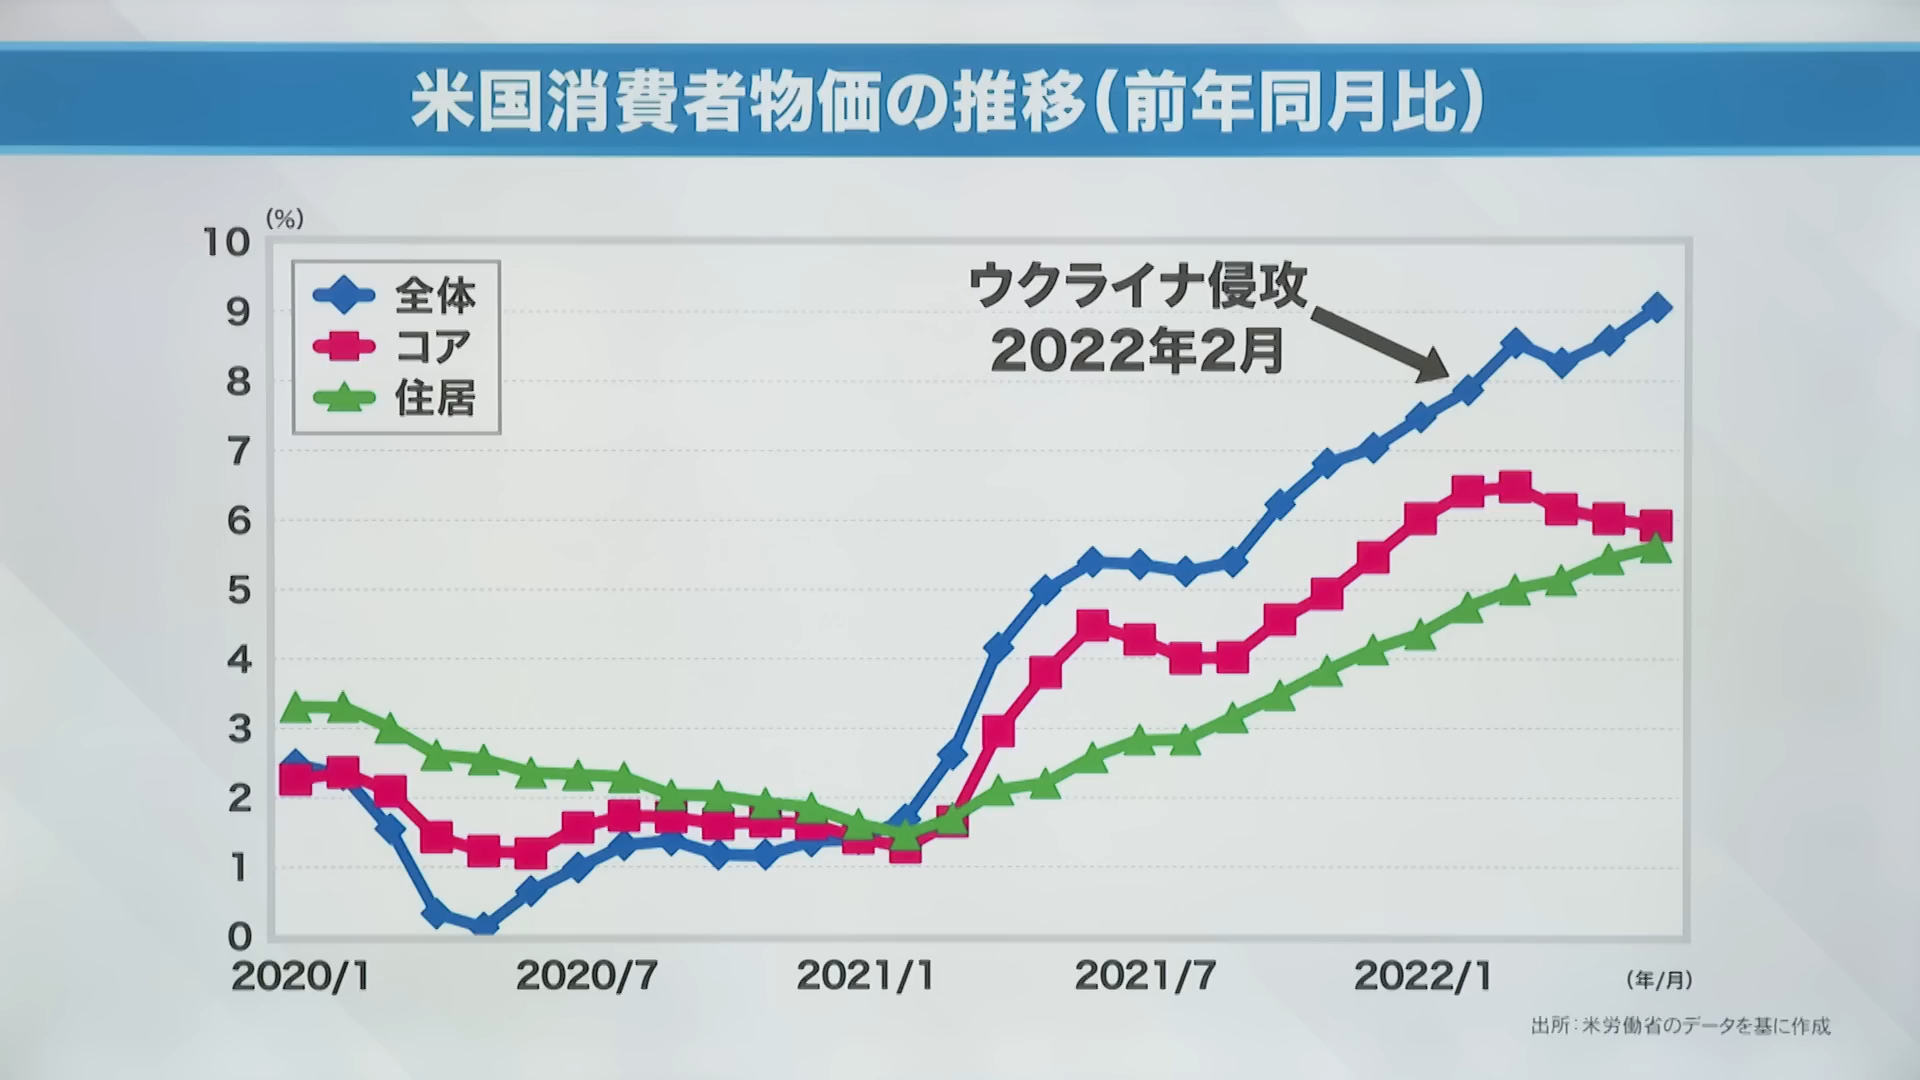 米国消費者物価の推移(前年同月比)
(%)
10
9
8
7
6
5
4
3
2
1
0
全体
コア
住居
ウクライナ侵攻
2022年2月
2020/1
2020/7
2021/1
2021/7
2022/1
(年/月)
出所:米労働省のデータを基に作成